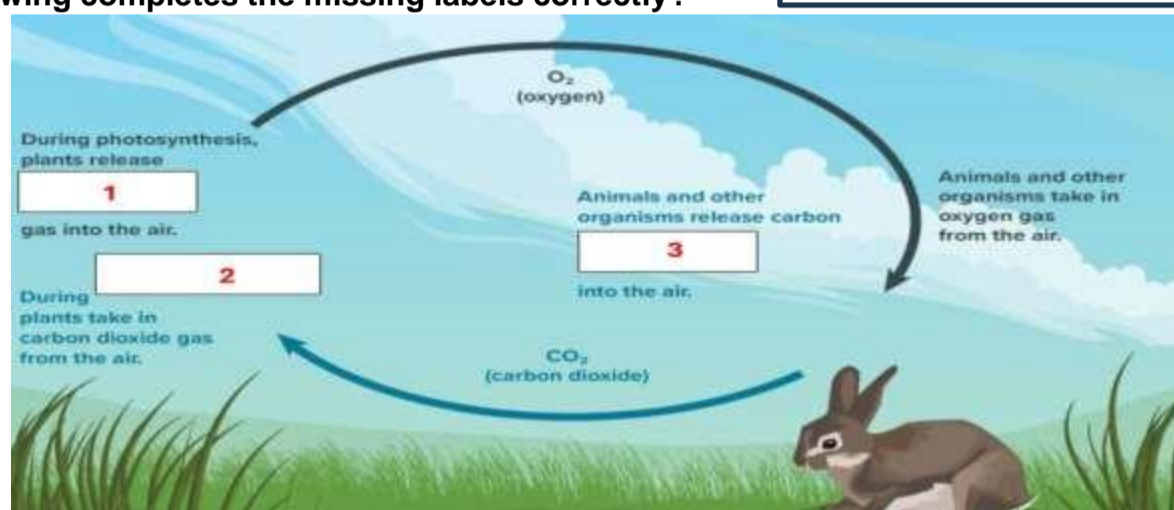 wing completes the missing labels correctly?
O₂
(oxygen)
During photosynthesis,
plants release
1
gas into the air.
2
During
plants take in
carbon dioxide gas
from the air.
Animals and other
organisms release carbon
3
into the air.
Animals and other
organisms take in
oxygen gas
from the air.
CO₂
(carbon dioxide)